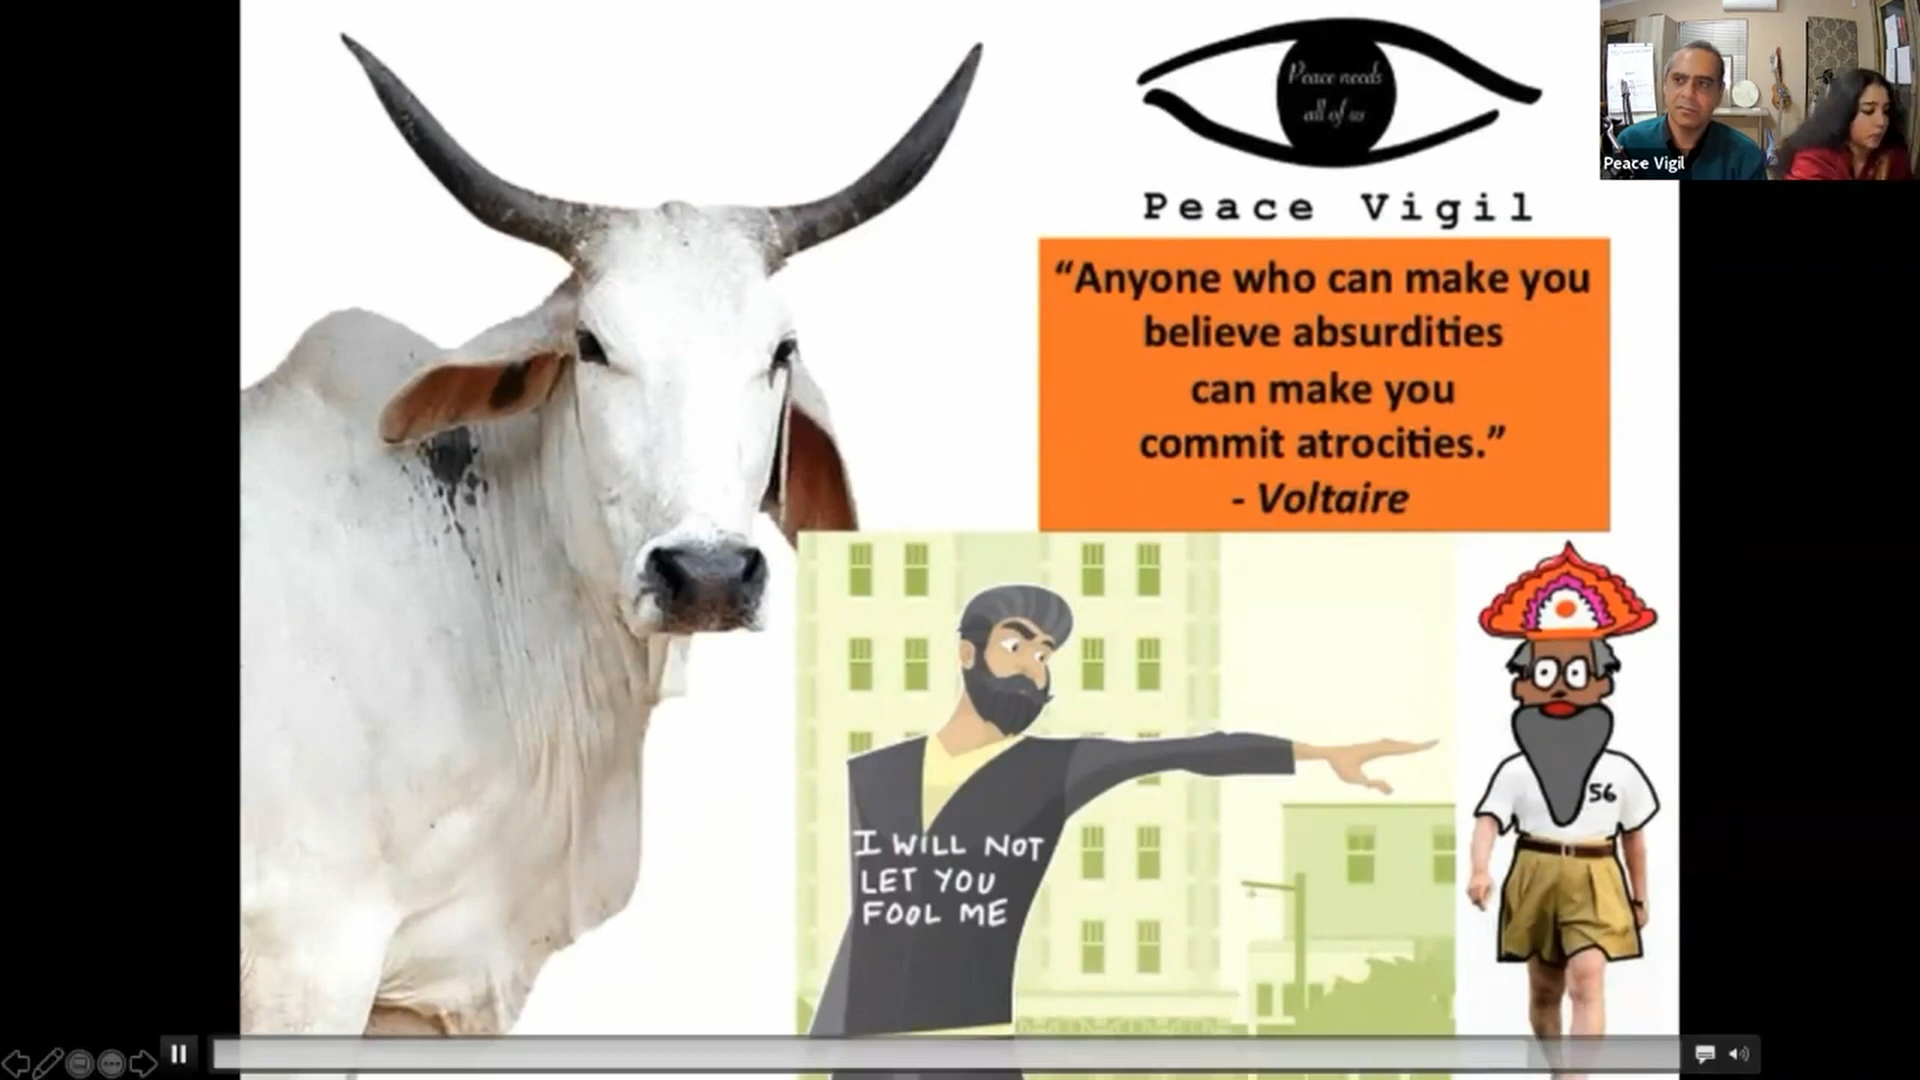 Peace needs
all of us
Peace Vigil
Peace Vigil
“Anyone who can make you
believe absurdities
can make you
commit atrocities.”
- Voltaire
I WILL NOT
LET YOU
FOOL ME
56